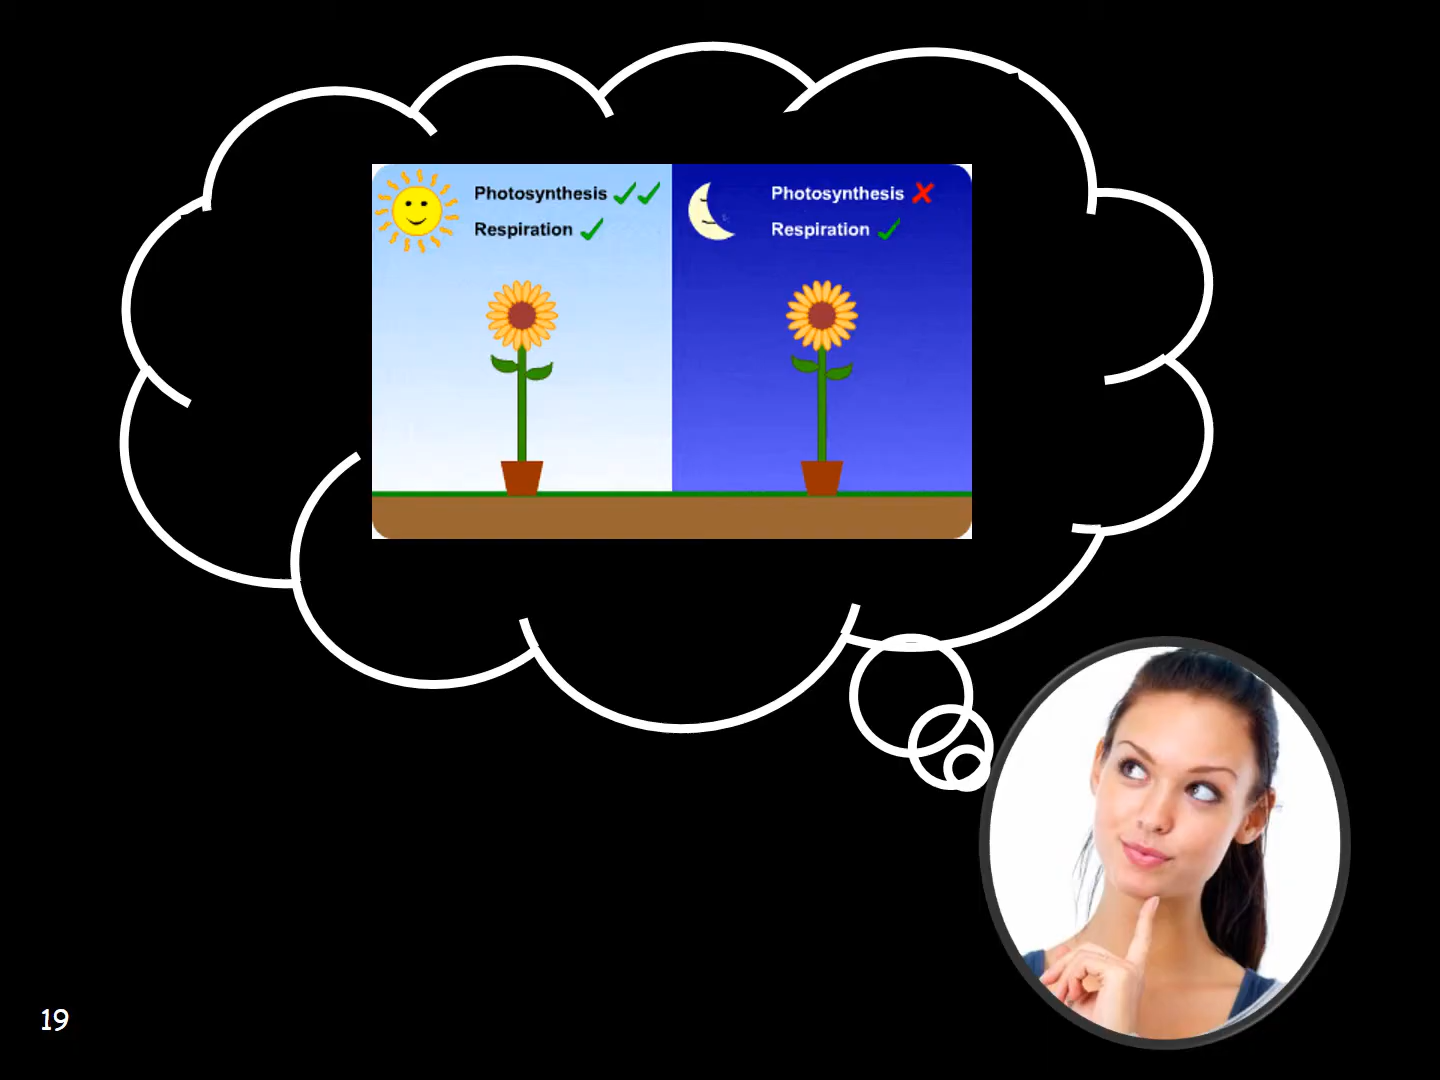 Photosynthesis
Respiration
Photosynthesis
Respiration
19